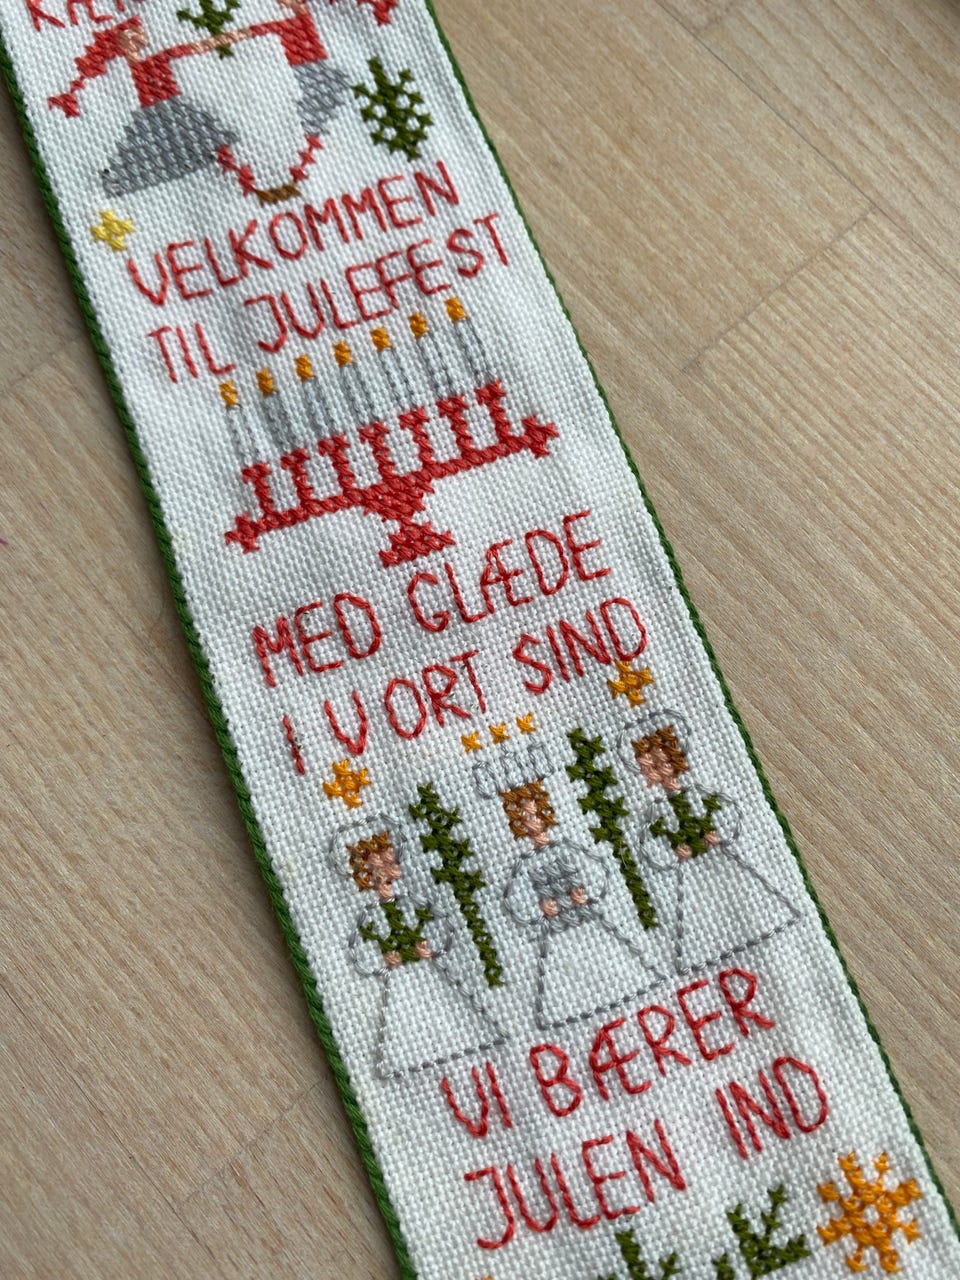 VELKOMMEN
TIL JULEFEST
MED GLÆDE
I VORT SIND
VI BÆRER
JULEN IND